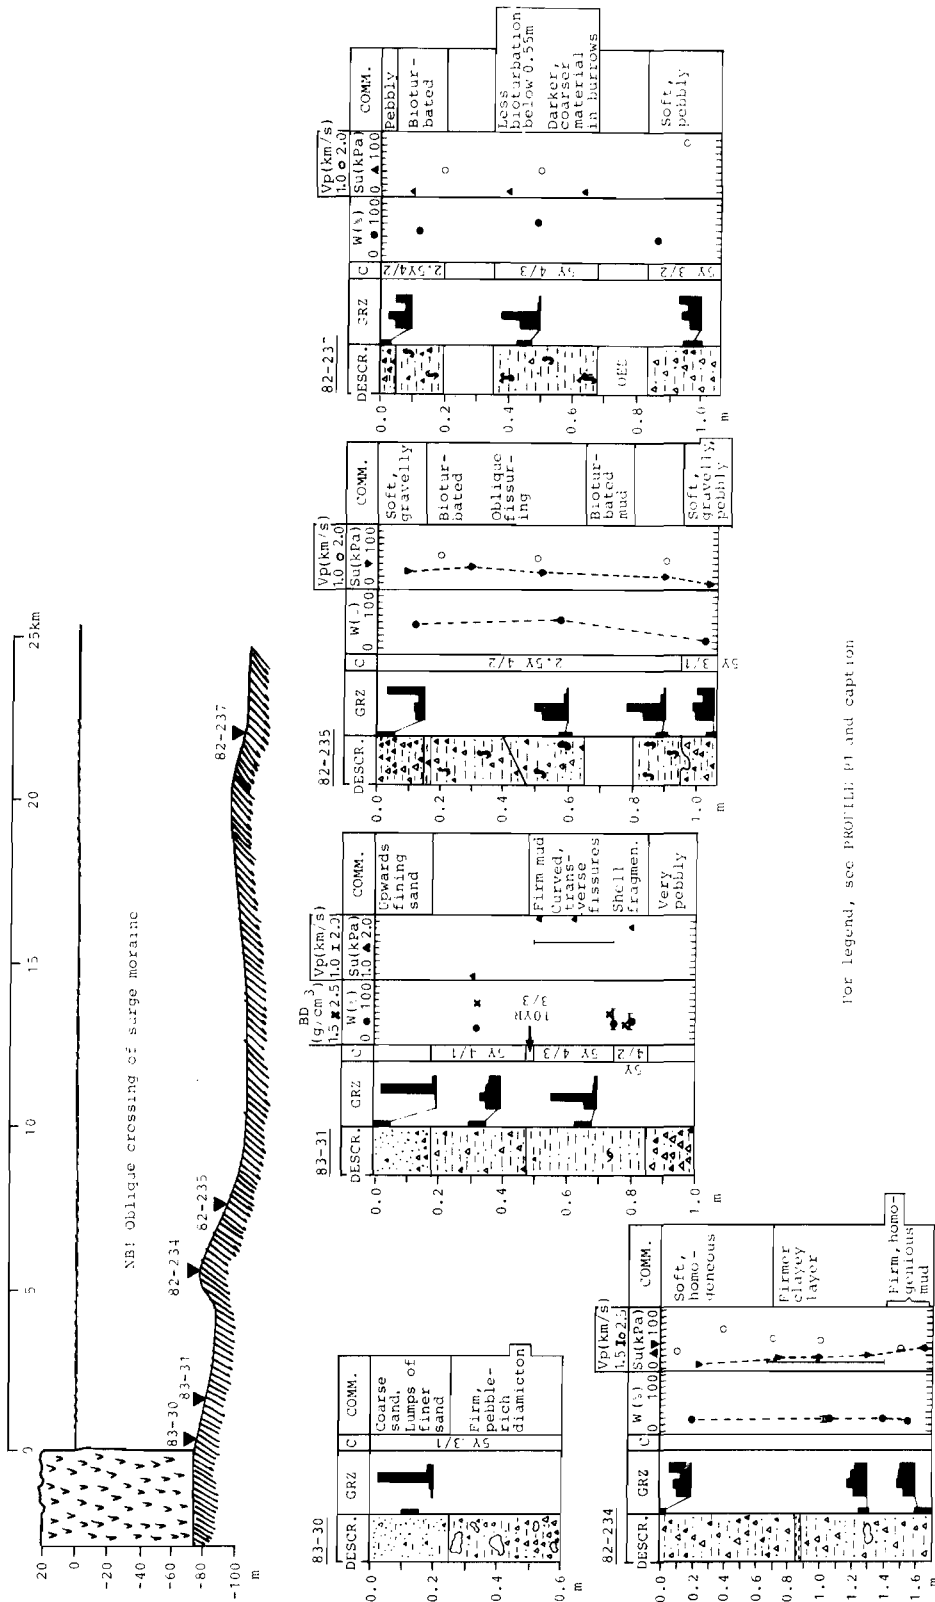 20
0
-20
-40
-60
-80
-100
m
0
5
10
15
20
25km
NB! Oblique crossing of surge moraine
83-30
83-31
82-234
82-235
82-237
83-30
DESCR.
GRZ
C
COMM.
5Y 3/1
Coarse
sand.
Lumps of
finer
sand
Firm,
pebble-
rich
diamicton
0.0
0.2
0.4
0.6
m
82-234
DESCR.
GRZ
C
W(%)
0 100
Vp(km/s)
1.5 2.5
Su(kPa)
0 100
COMM.
Soft,
homo-
geneous
Firmer
clayey
layer
Firm, homo-
genious
mud
0.0
0.2
0.4
0.6
0.8
1.0
1.2
1.4
1.6
m
83-31
DESCR.
GRZ
C
BD
(g/cm3)
1.5 x 2.5
W(%)
0 100
Vp(km/s)
1.0 2.0
Su(kPa)
1.0 2.0
COMM.
5Y 4/1
10YR
3/3
5Y 4/3
5Y
4/2
Upwards
fining
sand
Firm mud
Curved,
trans-
verse
fissures
Shell
fragmen.
Very
pebbly
0.0
0.2
0.4
0.6
0.8
1.0
m
82-235
DESCR.
GRZ
C
0 100
Vp(km/s)
1.0 o 2.0
Su(kPa)
0 100
COMM.
2.5Y 4/2
5Y 3/1
Soft,
gravelly
Biotur-
bated
Oblique
fissur-
ing
Biotur-
bated
mud
Soft,
gravelly,
pebbly
0.0
0.2
0.4
0.6
0.8
1.0
m
DESCR.
GRZ
C
W(%)
0 100
Vp(km/s)
1.0 o 2.0
Su(kPa)
0 100
COMM.
2.5Y4/2
5Y 4/3
5Y 3/2
Pebbly
Biotur-
bated
Less
bioturbation
below 0.55m
Darker,
coarser
material
in burrows
Soft,
pebbly
0.0
0.2
0.4
0.6
0.8
1.0
m
For legend, see PROFILE P1 and caption